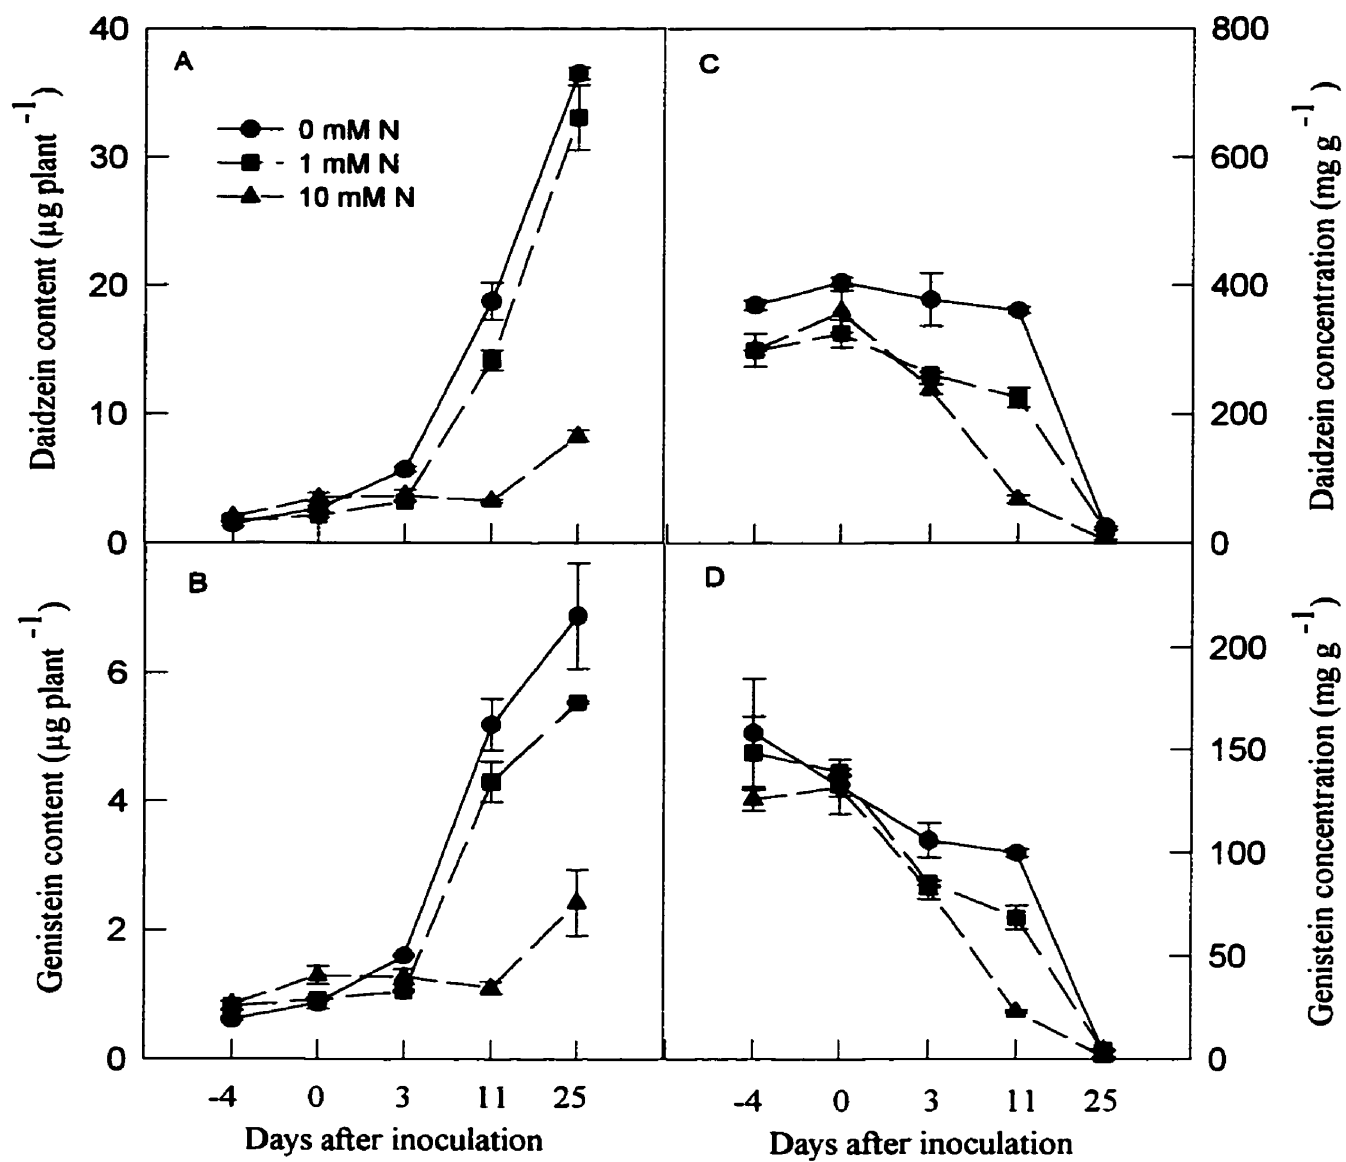 40
30
20
10
0
Daidzein content (µg plant ⁻¹)
A
0 mM N
1 mM N
10 mM N
C
800
600
400
200
0
Daidzein concentration (mg g ⁻¹)
B
6
4
2
0
Genistein content (µg plant ⁻¹)
D
200
150
100
50
0
Genistein concentration (mg g ⁻¹)
-4 0 3 11 25
Days after inoculation
-4 0 3 11 25
Days after inoculation